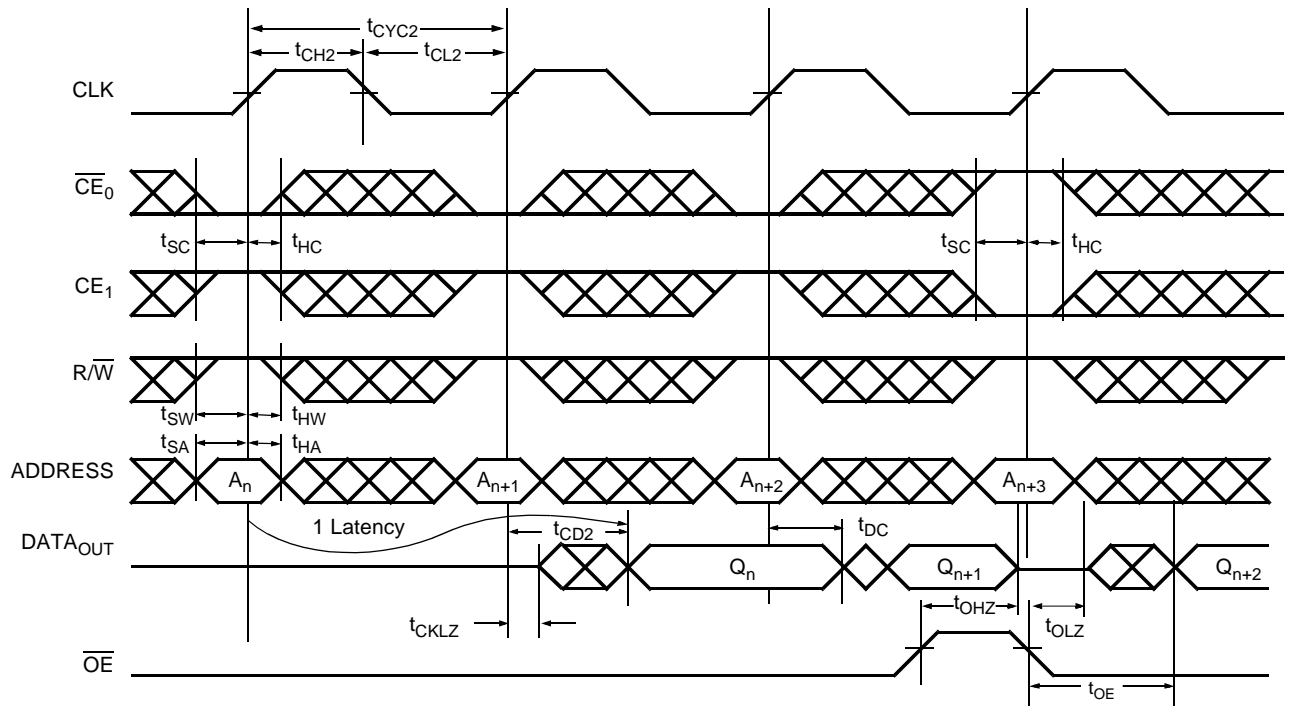 tCYC2
tCH2 tCL2
CLK
CE0
tSC tHC tSC tHC
CE1
R/W
tSW tHW
tSA tHA
ADDRESS An An+1 An+2 An+3
1 Latency tCD2 tDC
DATAOUT Qn Qn+1 Qn+2
tOHZ
tCKLZ tOLZ
OE
tOE